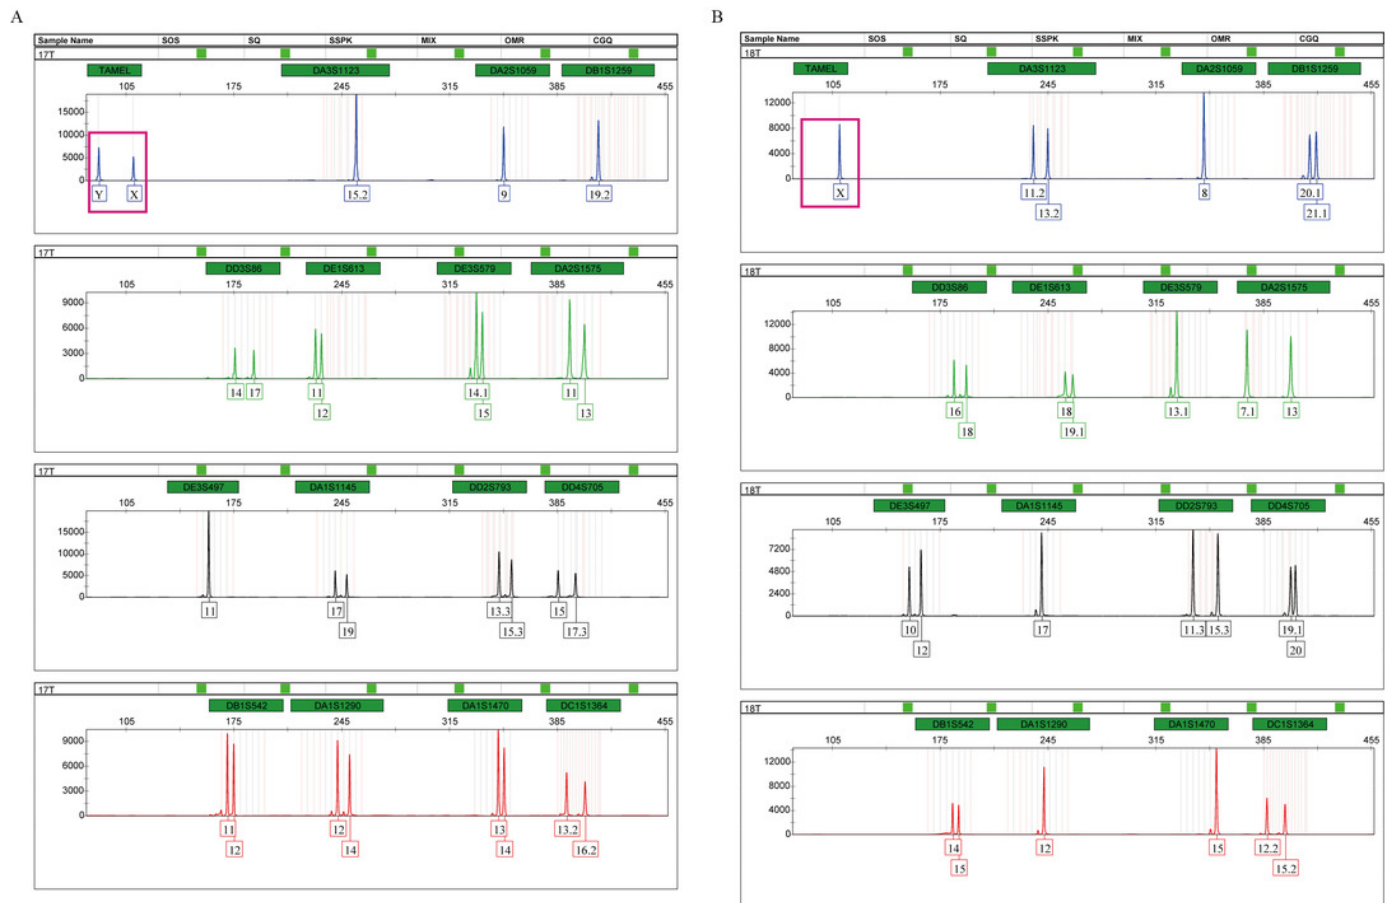 A
Sample Name SOS SQ SSPK MIX OMR CGQ
17T
TAMEL DA3S1123 DA2S1059 DB1S1259
105 175 245 315 385 455
15000
10000
5000
0
Y X 15.2 9 19.2
17T
DD3S86 DE1S613 DE3S579 DA2S1575
105 175 245 315 385 455
9000
6000
3000
0
14 17 11 14.1 11
12 15 13
17T
DE3S497 DA1S1145 DD2S793 DD4S705
105 175 245 315 385 455
15000
10000
5000
0
11 17 13.3 15
19 15.3 17.3
17T
DB1S542 DA1S1290 DA1S1470 DC1S1364
105 175 245 315 385 455
9000
6000
3000
0
11 12 13 13.2
12 14 14 16.2
B
Sample Name SOS SQ SSPK MIX OMR CGQ
18T
TAMEL DA3S1123 DA2S1059 DB1S1259
105 175 245 315 385 455
12000
8000
4000
0
X 11.2 8 20.1
13.2 21.1
18T
DD3S86 DE1S613 DE3S579 DA2S1575
105 175 245 315 385 455
12000
8000
4000
0
16 18 13.1 7.1 13
18 19.1
18T
DE3S497 DA1S1145 DD2S793 DD4S705
105 175 245 315 385 455
7200
4800
2400
0
10 17 11.3 15.3 19.1
12 20
18T
DB1S542 DA1S1290 DA1S1470 DC1S1364
105 175 245 315 385 455
12000
8000
4000
0
14 12 15 12.2
15 15.2